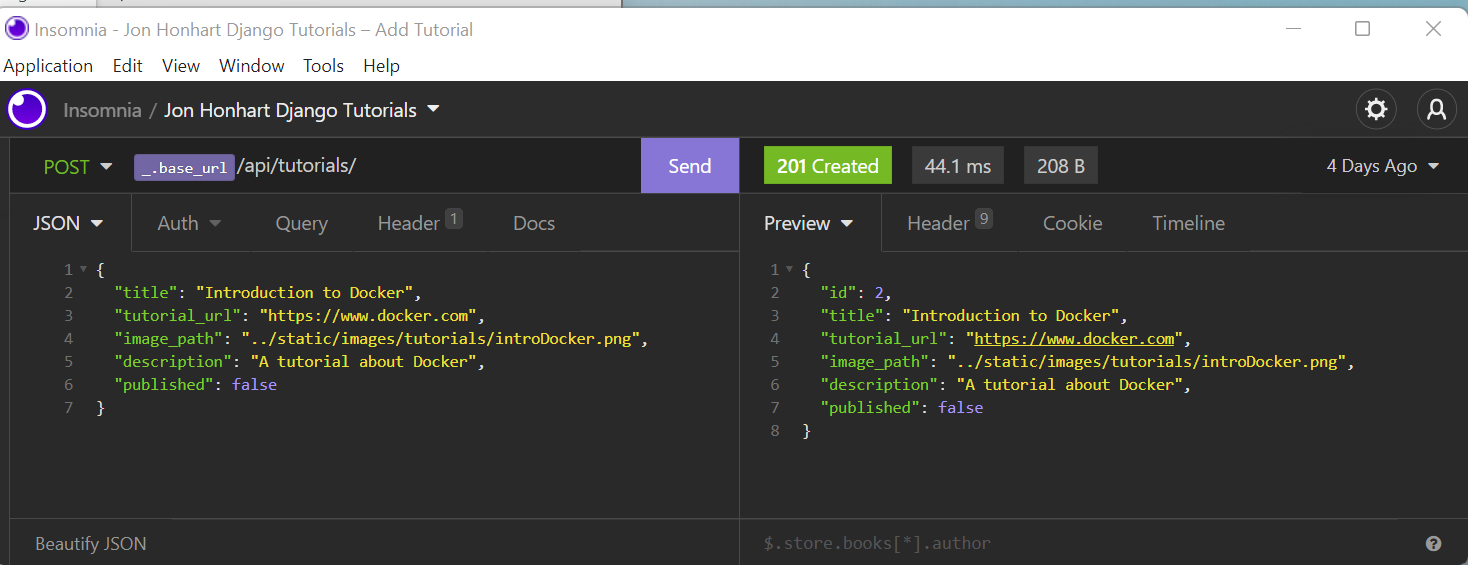 Insomnia - Jon Honhart Django Tutorials – Add Tutorial
Application Edit View Window Tools Help
Insomnia / Jon Honhart Django Tutorials
POST _.base_url /api/tutorials/ Send 201 Created 44.1 ms 208 B 4 Days Ago
JSON Auth Query Header 1 Docs
1 {
2 "title": "Introduction to Docker",
3 "tutorial_url": "https://www.docker.com",
4 "image_path": "../static/images/tutorials/introDocker.png",
5 "description": "A tutorial about Docker",
6 "published": false
7 }
Beautify JSON
Preview Header 9 Cookie Timeline
1 {
2 "id": 2,
3 "title": "Introduction to Docker",
4 "tutorial_url": "https://www.docker.com",
5 "image_path": "../static/images/tutorials/introDocker.png",
6 "description": "A tutorial about Docker",
7 "published": false
8 }
$.store.books[*].author